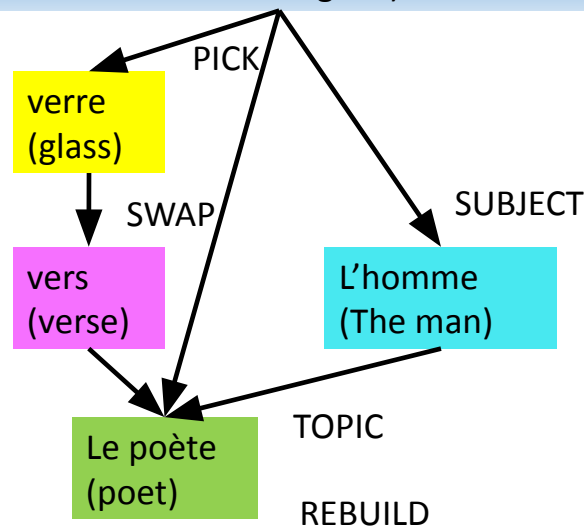 PICK
verre
(glass)
SWAP
SUBJECT
vers
(verse)
L’homme
(The man)
TOPIC
Le poète
(poet)
REBUILD